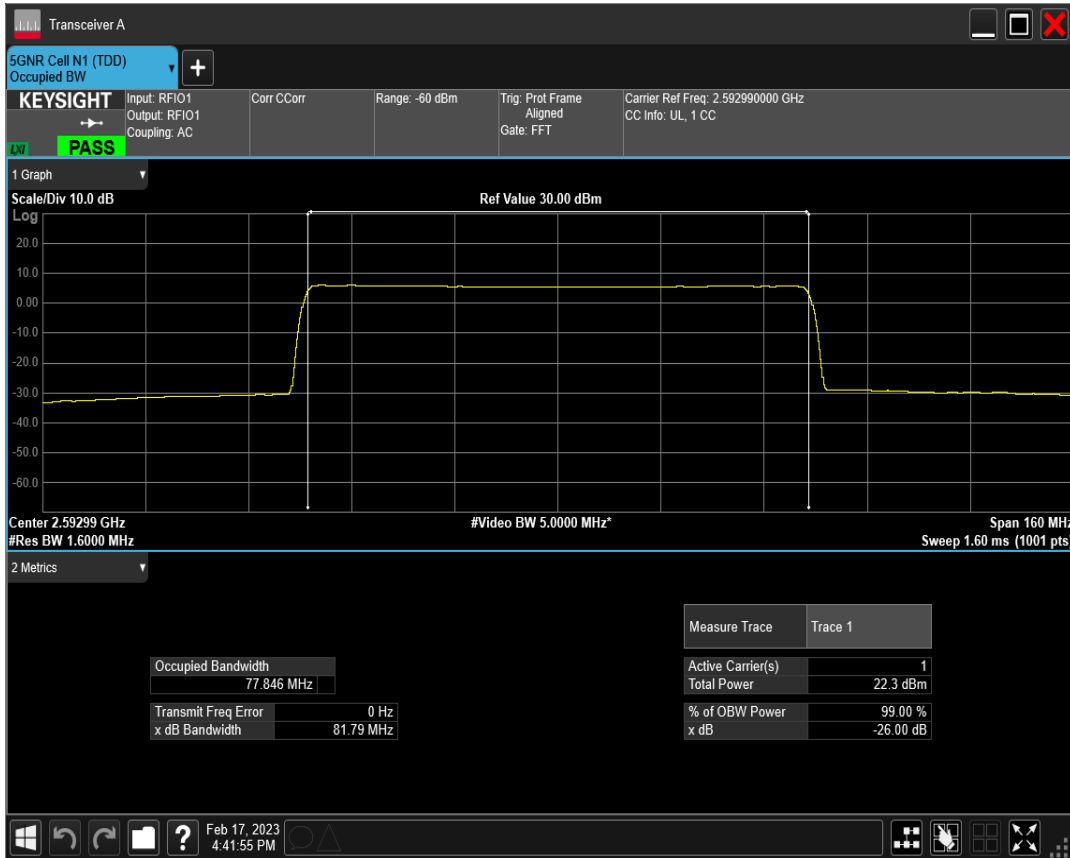 Transceiver A
5GNR Cell N1 (TDD)
Occupied BW
+
KEYSIGHT
LXI
PASS
Input: RFIO1
Output: RFIO1
Coupling: AC
Corr CCorr
Range: -60 dBm
Trig: Prot Frame
Aligned
Gate: FFT
Carrier Ref Freq: 2.592990000 GHz
CC Info: UL, 1 CC
1 Graph
Scale/Div 10.0 dB
Ref Value 30.00 dBm
Log
20.0
10.0
0.00
-10.0
-20.0
-30.0
-40.0
-50.0
-60.0
Center 2.59299 GHz
#Video BW 5.0000 MHz*
Span 160 MHz
#Res BW 1.6000 MHz
Sweep 1.60 ms (1001 pts)
2 Metrics
Measure Trace Trace 1
Occupied Bandwidth
77.846 MHz
Active Carrier(s) 1
Total Power 22.3 dBm
Transmit Freq Error 0 Hz
x dB Bandwidth 81.79 MHz
% of OBW Power 99.00 %
x dB -26.00 dB
?
Feb 17, 2023
4:41:55 PM